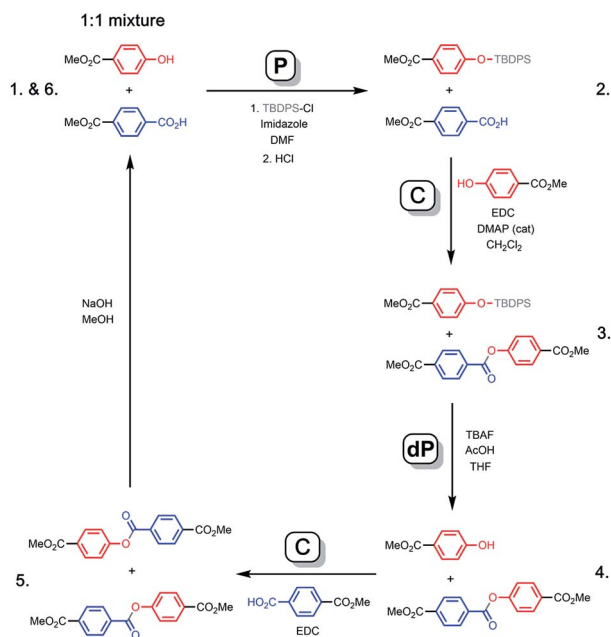 1:1 mixture
MeO₂C
OH
1. & 6.
+
MeO₂C
CO₂H
P
1. TBDPS-Cl
Imidazole
DMF
2. HCl
MeO₂C
O
TBDPS
+
2.
MeO₂C
CO₂H
C
HO
CO₂Me
EDC
DMAP (cat)
CH₂Cl₂
NaOH
MeOH
MeO₂C
O
TBDPS
+
3.
MeO₂C
O
O
CO₂Me
dP
TBAF
AcOH
THF
MeO₂C
OH
+
4.
MeO₂C
O
O
CO₂Me
C
HO₂C
CO₂Me
EDC
MeO₂C
O
O
CO₂Me
+
5.
MeO₂C
O
O
CO₂Me